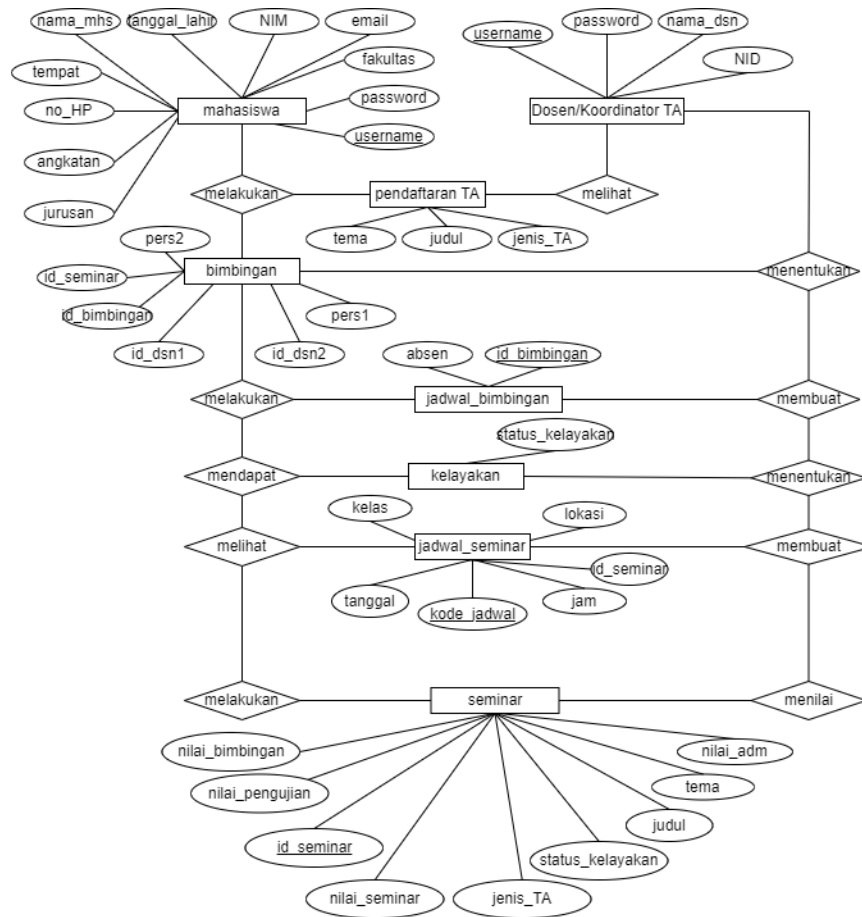 nama_mhs
tanggal_lahir
NIM
email
username
password
nama_dsn
tempat
fakultas
NID
no_HP
mahasiswa
password
Dosen/Koordinator TA
username
angkatan
jurusan
melakukan
pendaftaran TA
melihat
pers2
tema
judul
jenis_TA
id_seminar
bimbingan
menentukan
id_bimbingan
pers1
id_dsn1
id_dsn2
absen
id_bimbingan
melakukan
jadwal_bimbingan
membuat
status_kelayakan
mendapat
kelayakan
menentukan
kelas
lokasi
melihat
jadwal_seminar
membuat
id_seminar
tanggal
kode_jadwal
jam
melakukan
seminar
menilai
nilai_bimbingan
nilai_adm
nilai_pengujian
tema
id_seminar
judul
status_kelayakan
nilai_seminar
jenis_TA